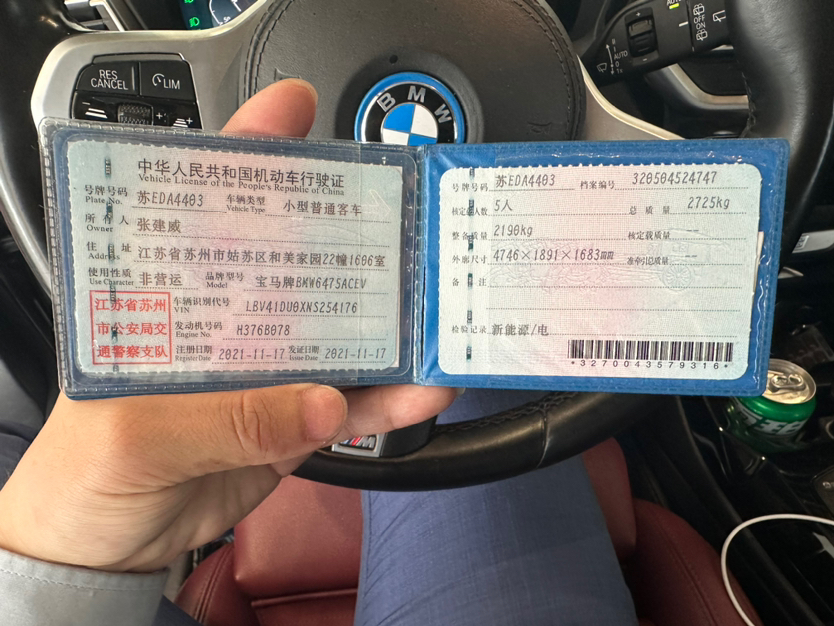 RES
CANCEL
LIM
BMW
AUTO
OFF
ON
中华人民共和国机动车行驶证
Vehicle License of the People's Republic of China
号牌号码 苏EDA4403 车辆类型 小型普通客车
Plate No. Vehicle Type
所有人 张建威
Owner
住址 江苏省苏州市姑苏区和美家园22幢1606室
Address
使用性质 非营运 品牌型号 宝马牌BMW6475ACEV
Use Character Model
江苏省苏州
市公安局交
通警察支队
车辆识别代号 LBV41DU0XNS254176
VIN
发动机号码 H376B078
Engine No.
注册日期 2021-11-17 发证日期 2021-11-17
Register Date Issue Date
号牌号码 苏EDA4403 档案编号 320504524747
核定载人数 5人 总质量 2725kg
整备质量 2190kg 核定载质量 --
外廓尺寸 4746×1891×1683mm 准牵引总质量 --
备注
检验记录 新能源/电
*3270043579316*
M